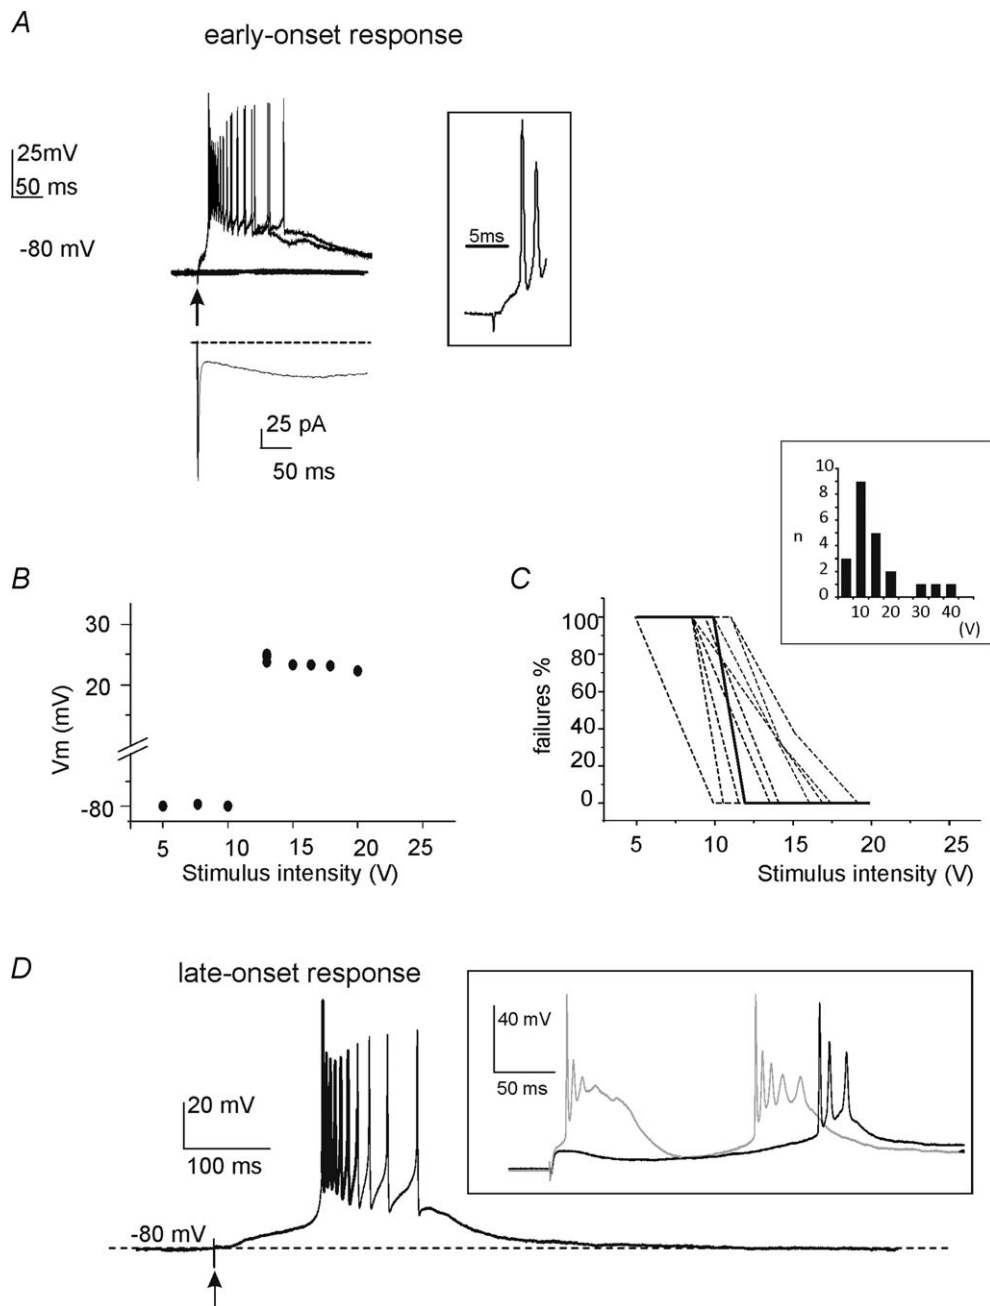 A
early-onset response
25mV
50 ms
-80 mV
5ms
25 pA
50 ms
B
30
20
-80
Vm (mV)
5
10
15
20
25
Stimulus intensity (V)
C
10
8
6
4
2
0
n
10
20
30
40
(V)
100
80
60
40
20
0
failures %
5
10
15
20
25
Stimulus intensity (V)
D
late-onset response
20 mV
100 ms
-80 mV
40 mV
50 ms